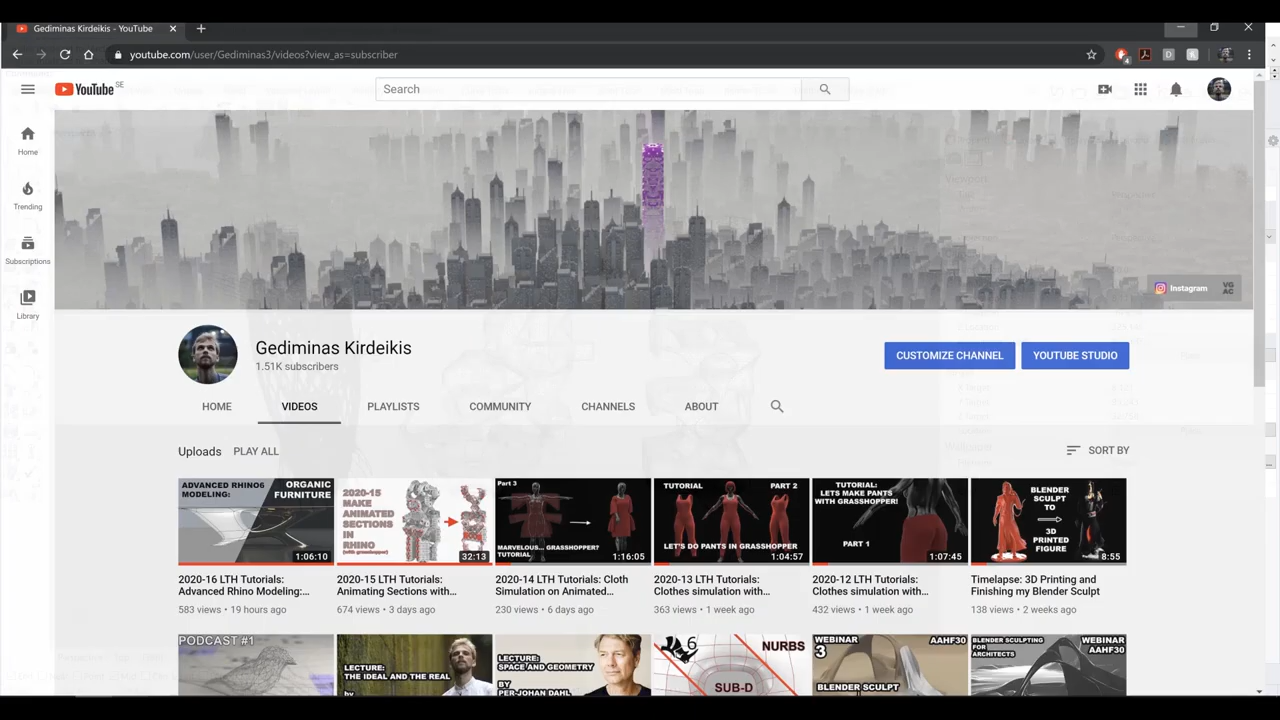 Gediminas Kirdeikis - YouTube
youtube.com/user/Gediminas3/videos?view_as=subscriber
4
D
YouTube SE
Search
Home
Trending
Subscriptions
Library
Instagram
VG
AC
Gediminas Kirdeikis
1.51K subscribers
CUSTOMIZE CHANNEL
YOUTUBE STUDIO
HOME
VIDEOS
PLAYLISTS
COMMUNITY
CHANNELS
ABOUT
Uploads
PLAY ALL
SORT BY
ADVANCED RHINO6 MODELING:
ORGANIC FURNITURE
1:06:10
2020-16 LTH Tutorials:
Advanced Rhino Modeling:...
583 views • 19 hours ago
2020-15
MAKE
ANIMATED
SECTIONS
IN
RHINO
(with grasshopper)
32:13
2020-15 LTH Tutorials:
Animating Sections with...
674 views • 3 days ago
Part 3
MARVELOUS... GRASSHOPPER?
TUTORIAL
1:16:05
2020-14 LTH Tutorials: Cloth
Simulation on Animated...
230 views • 6 days ago
TUTORIAL
PART 2
LET'S DO PANTS IN GRASSHOPPER
1:04:57
2020-13 LTH Tutorials:
Clothes simulation with...
363 views • 1 week ago
TUTORIAL:
LETS MAKE PANTS
WITH GRASSHOPPER!
PART 1
1:07:45
2020-12 LTH Tutorials:
Clothes simulation with...
432 views • 1 week ago
BLENDER
SCULPT
TO
3D
PRINTED
FIGURE
8:55
Timelapse: 3D Printing and
Finishing my Blender Sculpt
138 views • 2 weeks ago
PODCAST #1
LECTURE:
THE IDEAL AND THE REAL
by
LECTURE:
SPACE AND GEOMETRY
BY
PER-JOHAN DAHL
6
NURBS
SUB-D
WEBINAR
3
AAHF30
BLENDER SCULPT
BLENDER SCULPTING
FOR
ARCHITECTS
WEBINAR
AAHF30